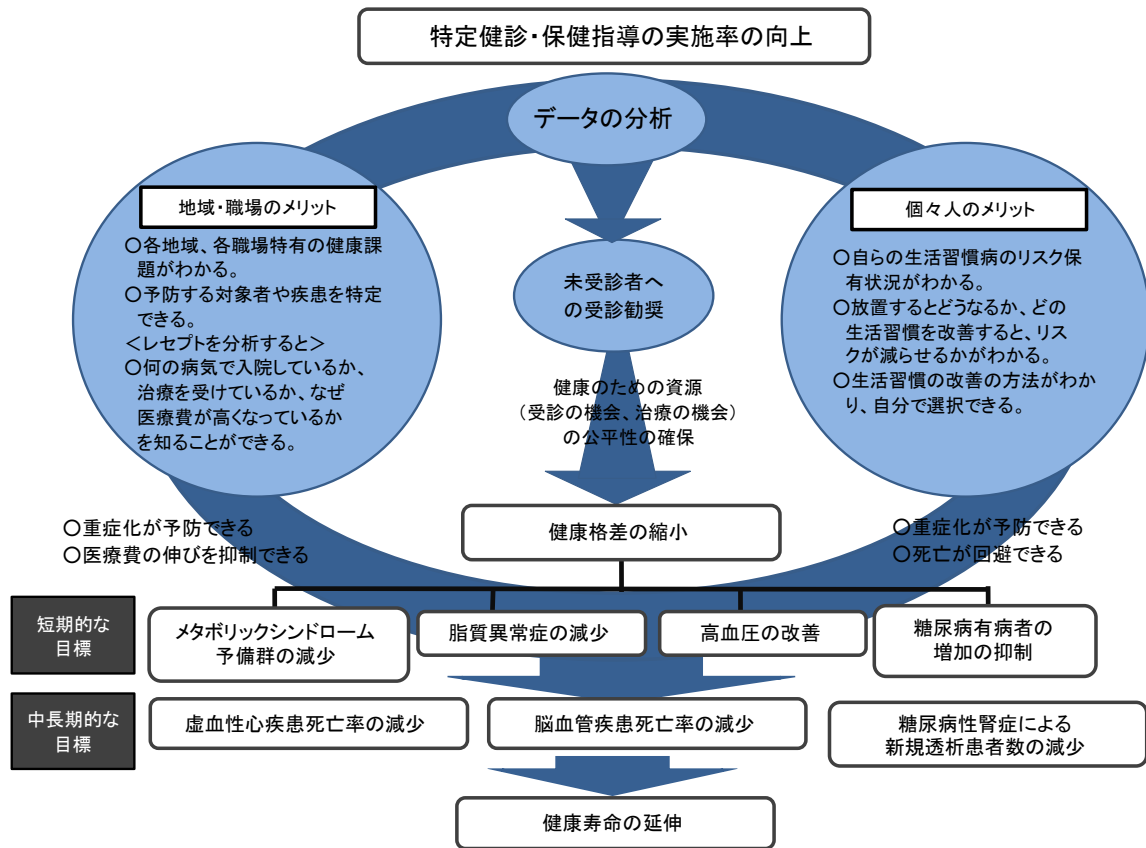 特定健診・保健指導の実施率の向上
データの分析
地域・職場のメリット
○各地域、各職場特有の健康課
題がわかる。
○予防する対象者や疾患を特定
できる。
＜レセプトを分析すると＞
○何の病気で入院しているか、
治療を受けているか、なぜ
医療費が高くなっているか
を知ることができる。
未受診者へ
の受診勧奨
個々人のメリット
○自らの生活習慣病のリスク保
有状況がわかる。
○放置するとどうなるか、どの
生活習慣を改善すると、リス
クが減らせるかがわかる。
○生活習慣の改善の方法がわか
り、自分で選択できる。
健康のための資源
（受診の機会、治療の機会）
の公平性の確保
○重症化が予防できる
○医療費の伸びを抑制できる
健康格差の縮小
○重症化が予防できる
○死亡が回避できる
短期的な
目標
メタボリックシンドローム
予備群の減少
脂質異常症の減少
高血圧の改善
糖尿病有病者の
増加の抑制
中長期的な
目標
虚血性心疾患死亡率の減少
脳血管疾患死亡率の減少
糖尿病性腎症による
新規透析患者数の減少
健康寿命の延伸